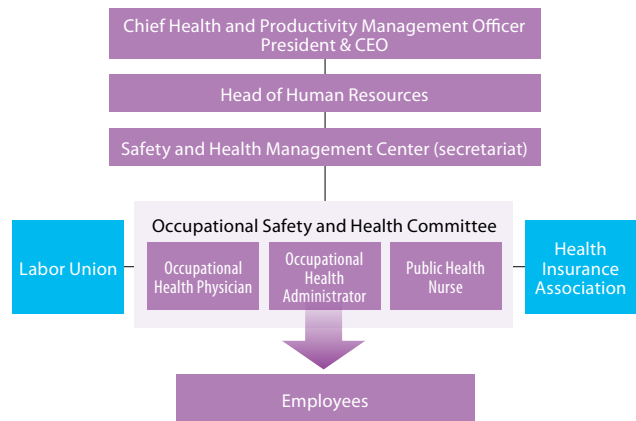 Chief Health and Productivity Management Officer
President & CEO
Head of Human Resources
Safety and Health Management Center (secretariat)
Occupational Safety and Health Committee
Labor Union
Occupational
Health Physician
Occupational
Health
Administrator
Public Health
Nurse
Health
Insurance
Association
Employees